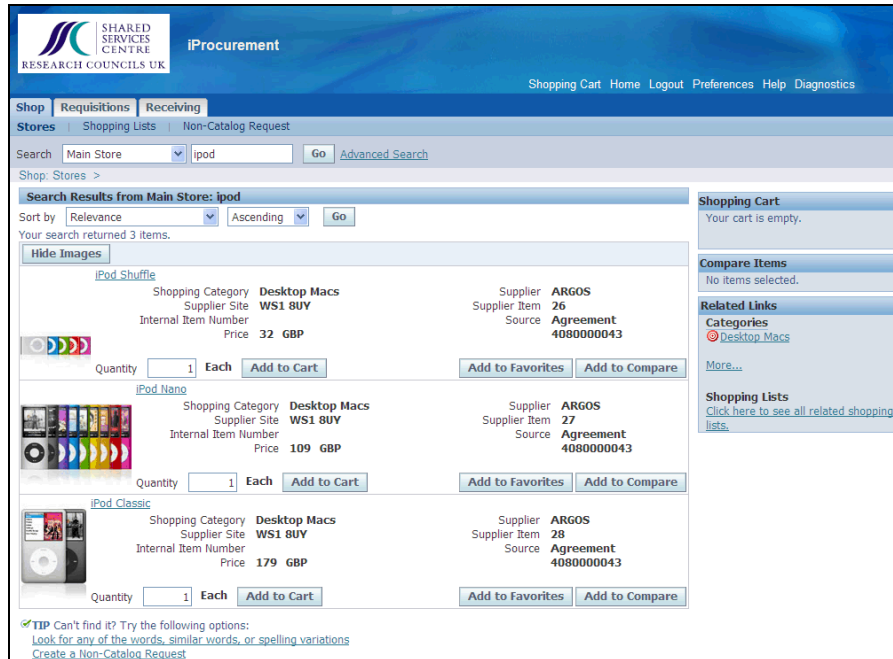 SHARED
SERVICES
CENTRE
RESEARCH COUNCILS UK
iProcurement
Shopping Cart Home Logout Preferences Help Diagnostics
Shop Requisitions Receiving
Stores | Shopping Lists | Non-Catalog Request
Search Main Store ipod Go Advanced Search
Shop: Stores >
Search Results from Main Store: ipod
Sort by Relevance Ascending Go
Your search returned 3 items.
Hide Images
iPod Shuffle
Shopping Category Desktop Macs Supplier ARGOS
Supplier Site WS1 8UY Supplier Item 26
Internal Item Number Source Agreement
Price 32 GBP 4080000043
Quantity 1 Each Add to Cart Add to Favorites Add to Compare
iPod Nano
Shopping Category Desktop Macs Supplier ARGOS
Supplier Site WS1 8UY Supplier Item 27
Internal Item Number Source Agreement
Price 109 GBP 4080000043
Quantity 1 Each Add to Cart Add to Favorites Add to Compare
iPod Classic
Shopping Category Desktop Macs Supplier ARGOS
Supplier Site WS1 8UY Supplier Item 28
Internal Item Number Source Agreement
Price 179 GBP 4080000043
Quantity 1 Each Add to Cart Add to Favorites Add to Compare
TIP Can't find it? Try the following options:
Look for any of the words, similar words, or spelling variations
Create a Non-Catalog Request
Shopping Cart
Your cart is empty.
Compare Items
No items selected.
Related Links
Categories
Desktop Macs
More...
Shopping Lists
Click here to see all related shopping
lists.